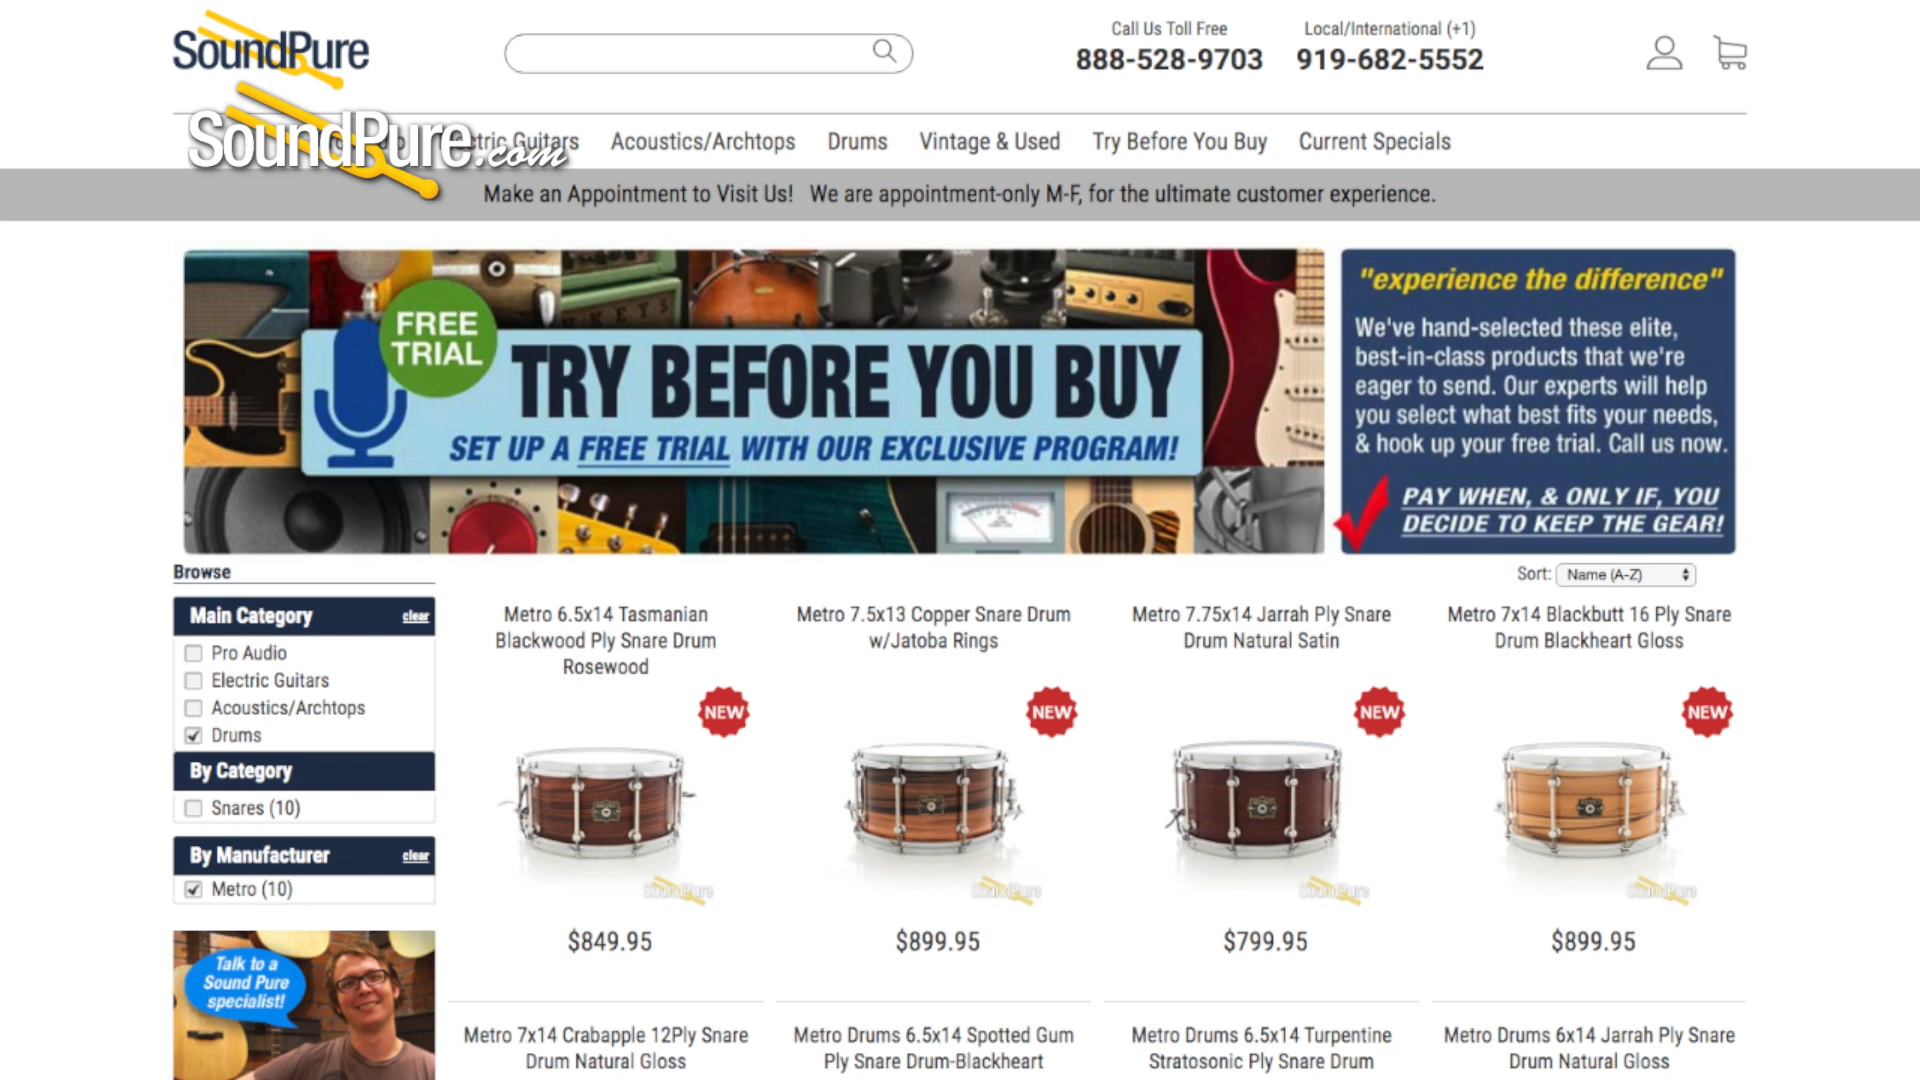 SoundPure
Call Us Toll Free
888-528-9703
Local/International (+1)
919-682-5552
SoundPure.com
Guitars
Acoustics/Archtops
Drums
Vintage & Used
Try Before You Buy
Current Specials
Make an Appointment to Visit Us! We are appointment-only M-F, for the ultimate customer experience.
FREE
TRIAL
TRY BEFORE YOU BUY
SET UP A FREE TRIAL WITH OUR EXCLUSIVE PROGRAM!
"experience the difference"
We've hand-selected these elite,
best-in-class products that we're
eager to send. Our experts will help
you select what best fits your needs,
& hook up your free trial. Call us now.
PAY WHEN, & ONLY IF, YOU
DECIDE TO KEEP THE GEAR!
Browse
Sort: Name (A-Z)
Main Category clear
Pro Audio
Electric Guitars
Acoustics/Archtops
Drums
By Category
Snares (10)
By Manufacturer clear
Metro (10)
Talk to a
Sound Pure
specialist!
Metro 6.5x14 Tasmanian
Blackwood Ply Snare Drum
Rosewood
NEW
SoundPure
$849.95
Metro 7.5x13 Copper Snare Drum
w/Jatoba Rings
NEW
SoundPure
$899.95
Metro 7.75x14 Jarrah Ply Snare
Drum Natural Satin
NEW
SoundPure
$799.95
Metro 7x14 Blackbutt 16 Ply Snare
Drum Blackheart Gloss
NEW
SoundPure
$899.95
Metro 7x14 Crabapple 12Ply Snare
Drum Natural Gloss
Metro Drums 6.5x14 Spotted Gum
Ply Snare Drum-Blackheart
Metro Drums 6.5x14 Turpentine
Stratosonic Ply Snare Drum
Metro Drums 6x14 Jarrah Ply Snare
Drum Natural Gloss